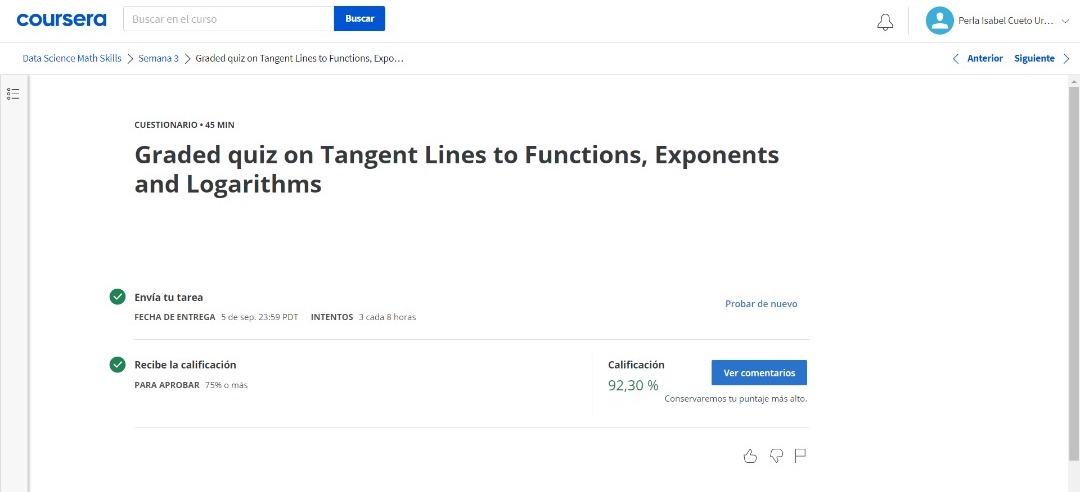 coursera
Buscar en el curso
Buscar
Perla Isabel Cueto Ur...
Data Science Math Skills > Semana 3 > Graded quiz on Tangent Lines to Functions, Expo...
< Anterior Siguiente >
CUESTIONARIO • 45 MIN
Graded quiz on Tangent Lines to Functions, Exponents
and Logarithms
Envía tu tarea
FECHA DE ENTREGA 5 de sep. 23:59 PDT INTENTOS 3 cada 8 horas
Probar de nuevo
Recibe la calificación
PARA APROBAR 75% o más
Calificación
92,30 %
Ver comentarios
Conservaremos tu puntaje más alto.